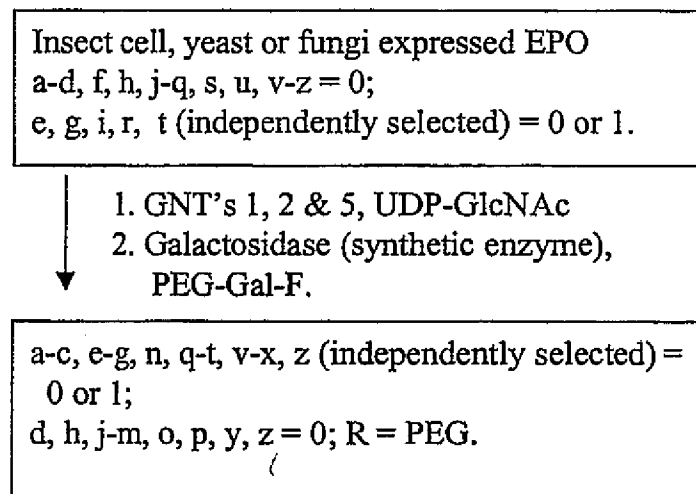 Insect cell, yeast or fungi expressed EPO
a-d, f, h, j-q, s, u, v-z = 0;
e, g, i, r, t (independently selected) = 0 or 1.
1. GNT's 1, 2 & 5, UDP-GlcNAc
2. Galactosidase (synthetic enzyme),
PEG-Gal-F.
a-c, e-g, n, q-t, v-x, z (independently selected) =
0 or 1;
d, h, j-m, o, p, y, z = 0; R = PEG.